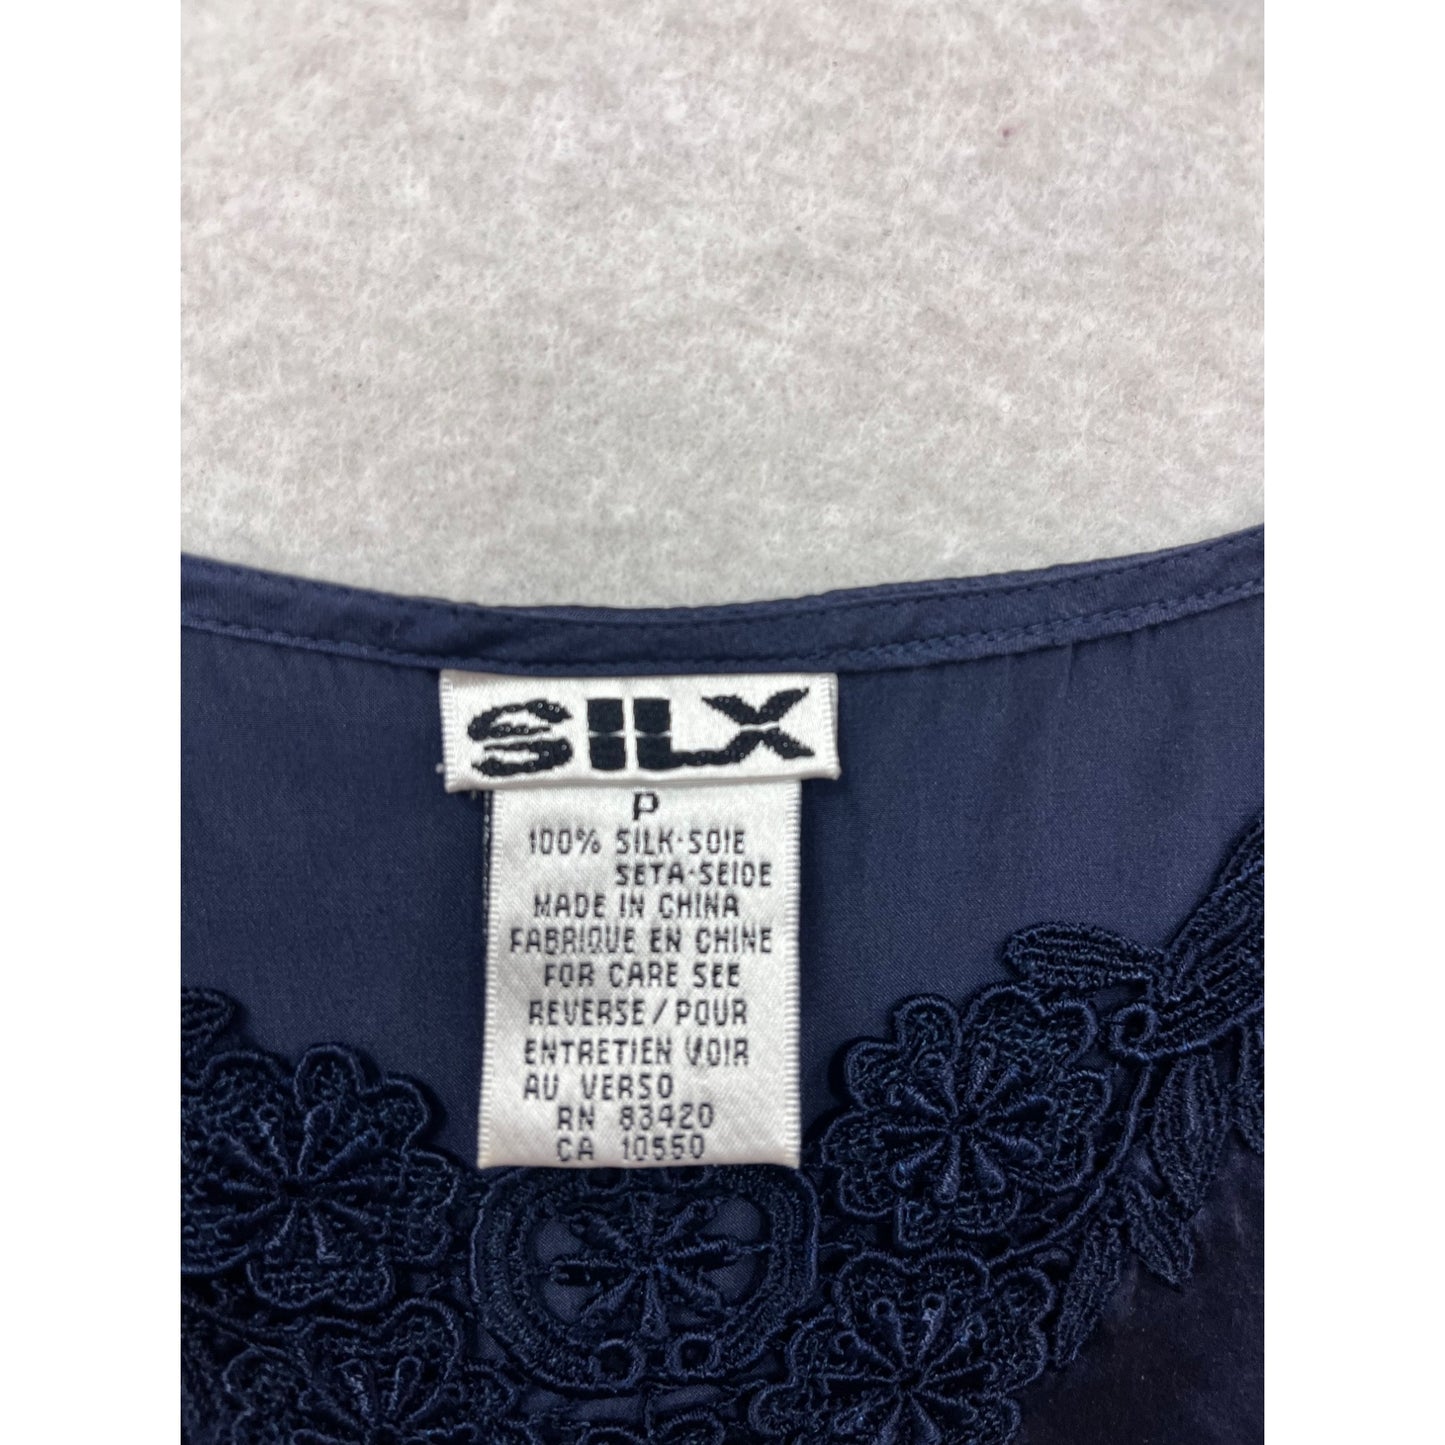 SILX
P
100% SILK·SOIE
SETA-SEIDE
MADE IN CHINA
FABRIQUE EN CHINE
FOR CARE SEE
REVERSE/POUR
ENTRETIEN VOIR
AU VERSO
RN 83420
CA 10550